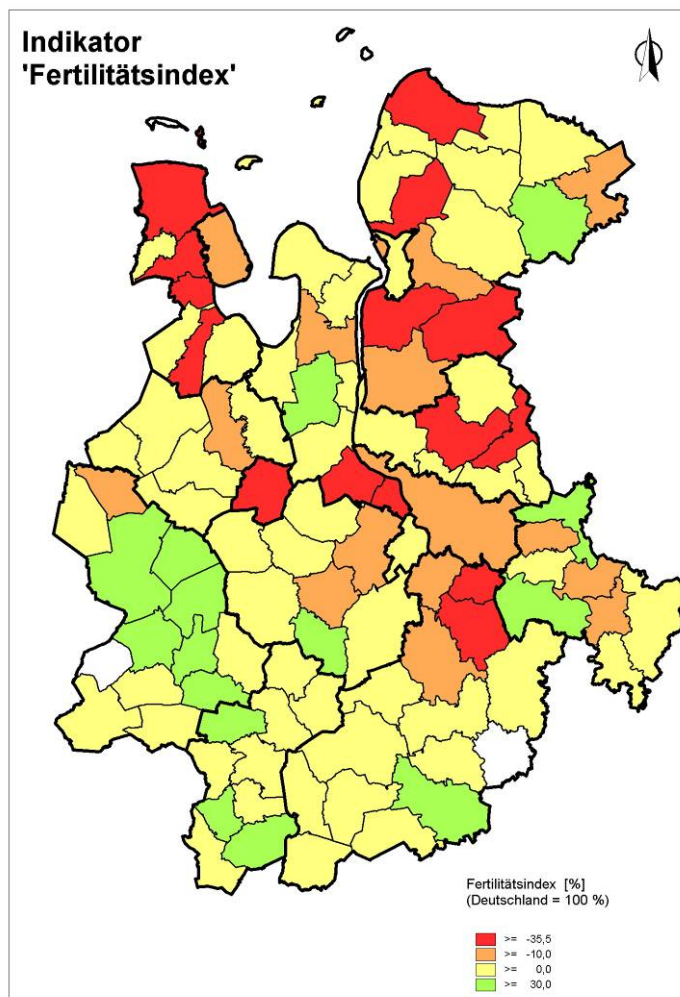 Indikator
'Fertilitätsindex'
Fertilitätsindex [%]
(Deutschland = 100 %)
>= -35,5
>= -10,0
>= 0,0
>= 30,0